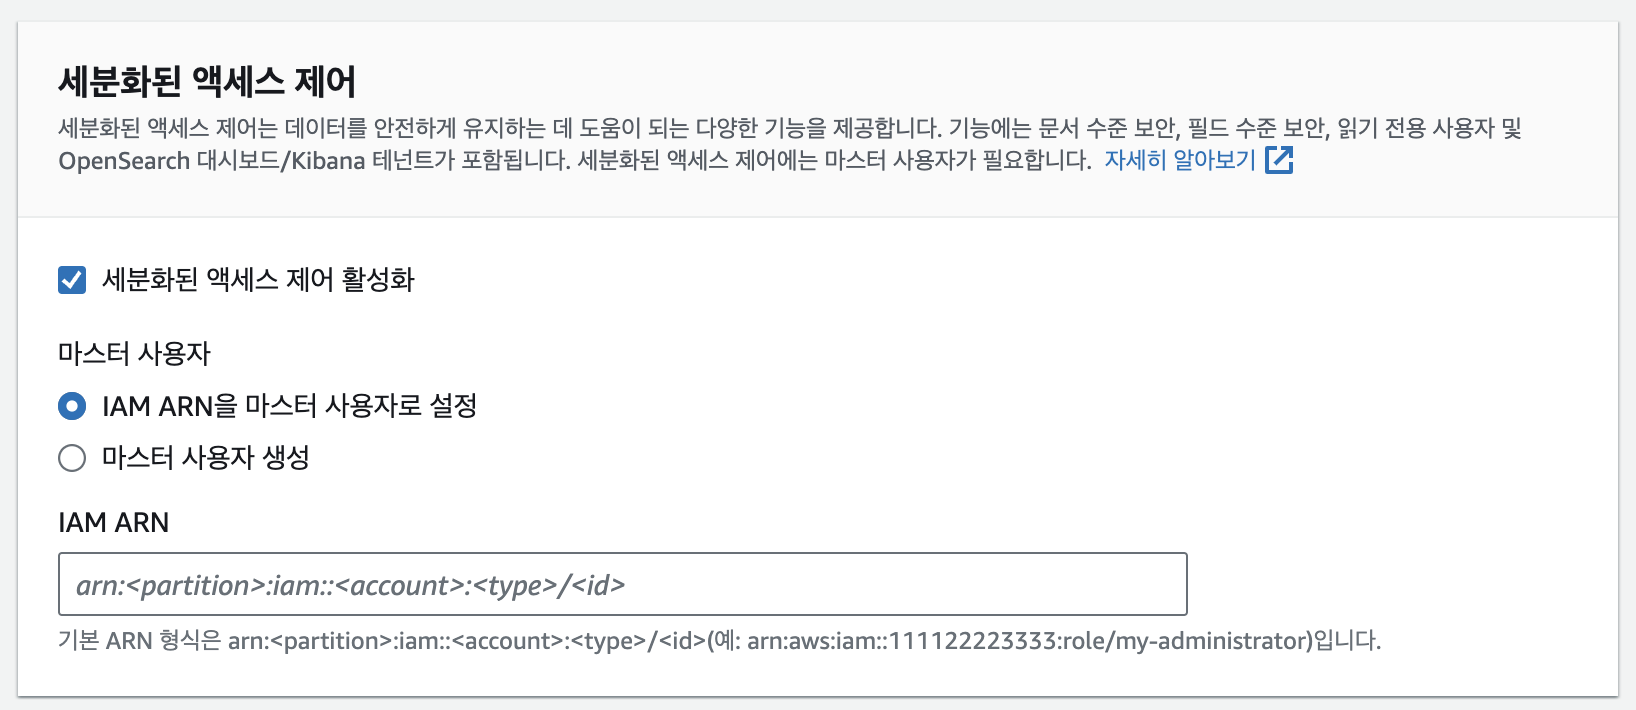 세분화된 액세스 제어
세분화된 액세스 제어는 데이터를 안전하게 유지하는 데 도움이 되는 다양한 기능을 제공합니다. 기능에는 문서 수준 보안, 필드 수준 보안, 읽기 전용 사용자 및
OpenSearch 대시보드/Kibana 테넌트가 포함됩니다. 세분화된 액세스 제어에는 마스터 사용자가 필요합니다. 자세히 알아보기
세분화된 액세스 제어 활성화
마스터 사용자
IAM ARN을 마스터 사용자로 설정
마스터 사용자 생성
IAM ARN
arn:<partition>:iam::<account>:<type>/<id>
기본 ARN 형식은 arn:<partition>:iam::<account>:<type>/<id>(예: arn:aws:iam::111122223333:role/my-administrator)입니다.